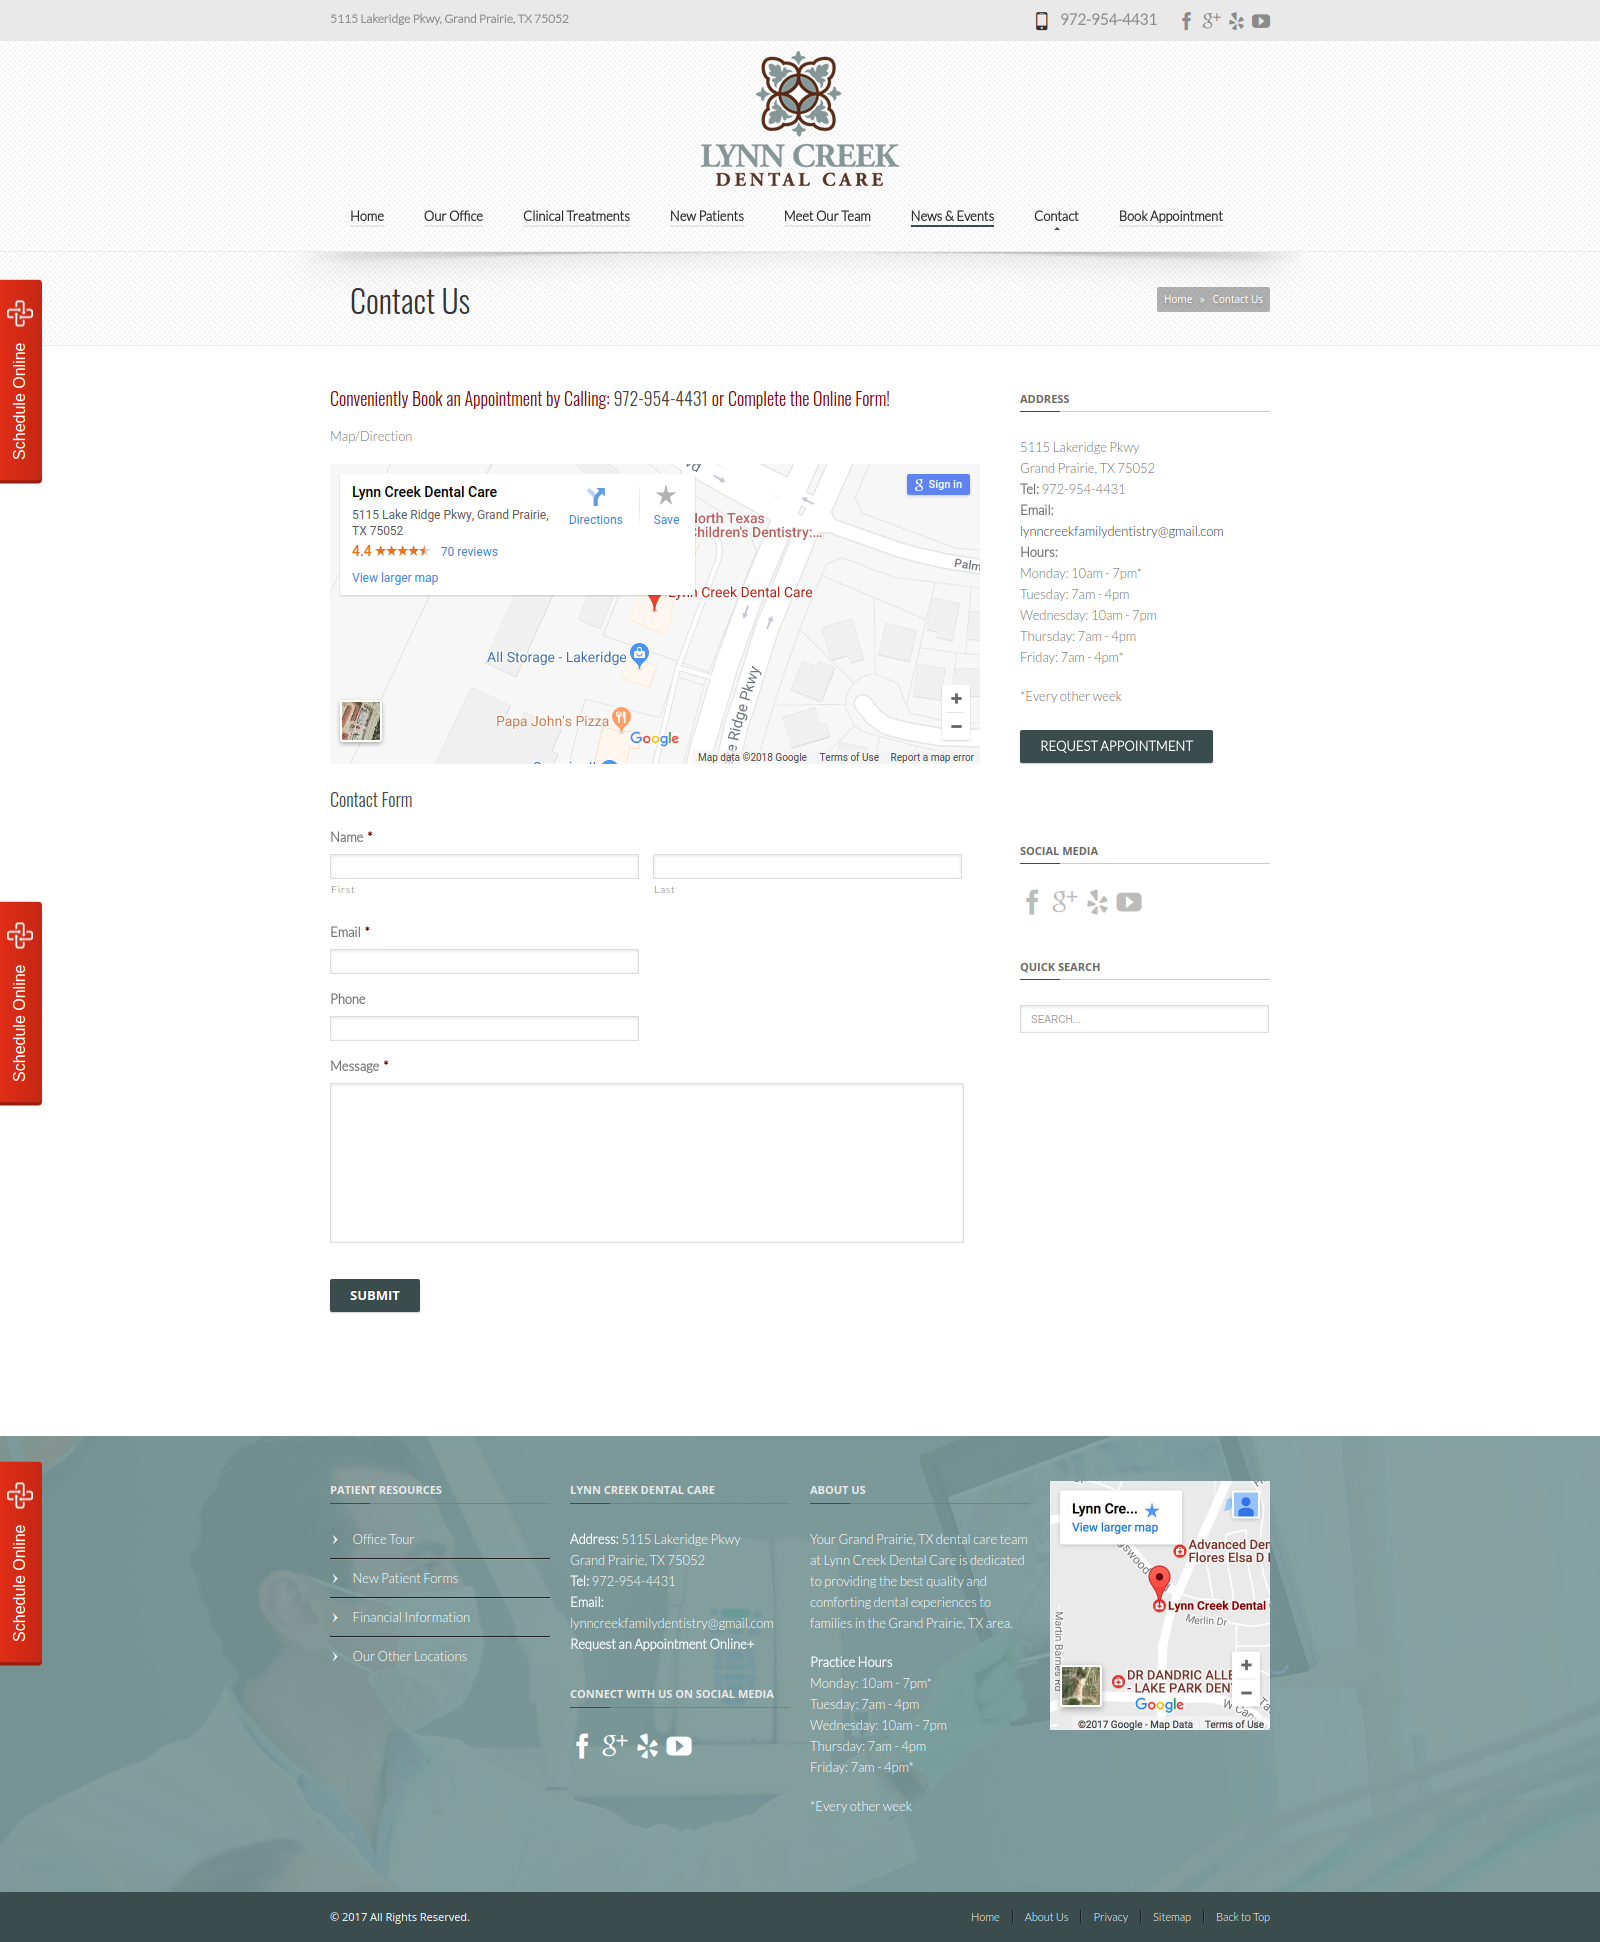 5115 Lakeridge Pkwy, Grand Prairie, TX 75052
972-954-4431
LYNN CREEK
DENTAL CARE
Home
Our Office
Clinical Treatments
New Patients
Meet Our Team
News & Events
Contact
Book Appointment
Contact Us
Home » Contact Us
Schedule Online
Conveniently Book an Appointment by Calling: 972-954-4431 or Complete the Online Form!
Map/Direction
Lynn Creek Dental Care
5115 Lake Ridge Pkwy, Grand Prairie,
TX 75052
4.4
70 reviews
View larger map
Directions
Save
Sign in
North Texas
Children's Dentistry:...
Palm
Lynn Creek Dental Care
All Storage - Lakeridge
Papa John's Pizza
e Ridge Pkwy
Google
Map data ©2018 Google
Terms of Use
Report a map error
Contact Form
Name *
First
Last
Email *
Phone
Message *
SUBMIT
ADDRESS
5115 Lakeridge Pkwy
Grand Prairie, TX 75052
Tel: 972-954-4431
Email:
lynncreekfamilydentistry@gmail.com
Hours:
Monday: 10am - 7pm*
Tuesday: 7am - 4pm
Wednesday: 10am - 7pm
Thursday: 7am - 4pm
Friday: 7am - 4pm*
*Every other week
REQUEST APPOINTMENT
SOCIAL MEDIA
QUICK SEARCH
SEARCH...
Schedule Online
Schedule Online
PATIENT RESOURCES
Office Tour
New Patient Forms
Financial Information
Our Other Locations
LYNN CREEK DENTAL CARE
Address: 5115 Lakeridge Pkwy
Grand Prairie, TX 75052
Tel: 972-954-4431
Email:
lynncreekfamilydentistry@gmail.com
Request an Appointment Online+
CONNECT WITH US ON SOCIAL MEDIA
ABOUT US
Your Grand Prairie, TX dental care team
at Lynn Creek Dental Care is dedicated
to providing the best quality and
comforting dental experiences to
families in the Grand Prairie, TX area.
Practice Hours
Monday: 10am - 7pm*
Tuesday: 7am - 4pm
Wednesday: 10am - 7pm
Thursday: 7am - 4pm
Friday: 7am - 4pm*
*Every other week
Lynn Cre...
View larger map
Advanced Den
Flores Elsa D
Lynn Creek Dental
Merlin Dr
Martin Barnes Rd
DR DANDRIC ALLE
- LAKE PARK DEN
Google
©2017 Google - Map Data
Terms of Use
© 2017 All Rights Reserved.
Home
About Us
Privacy
Sitemap
Back to Top